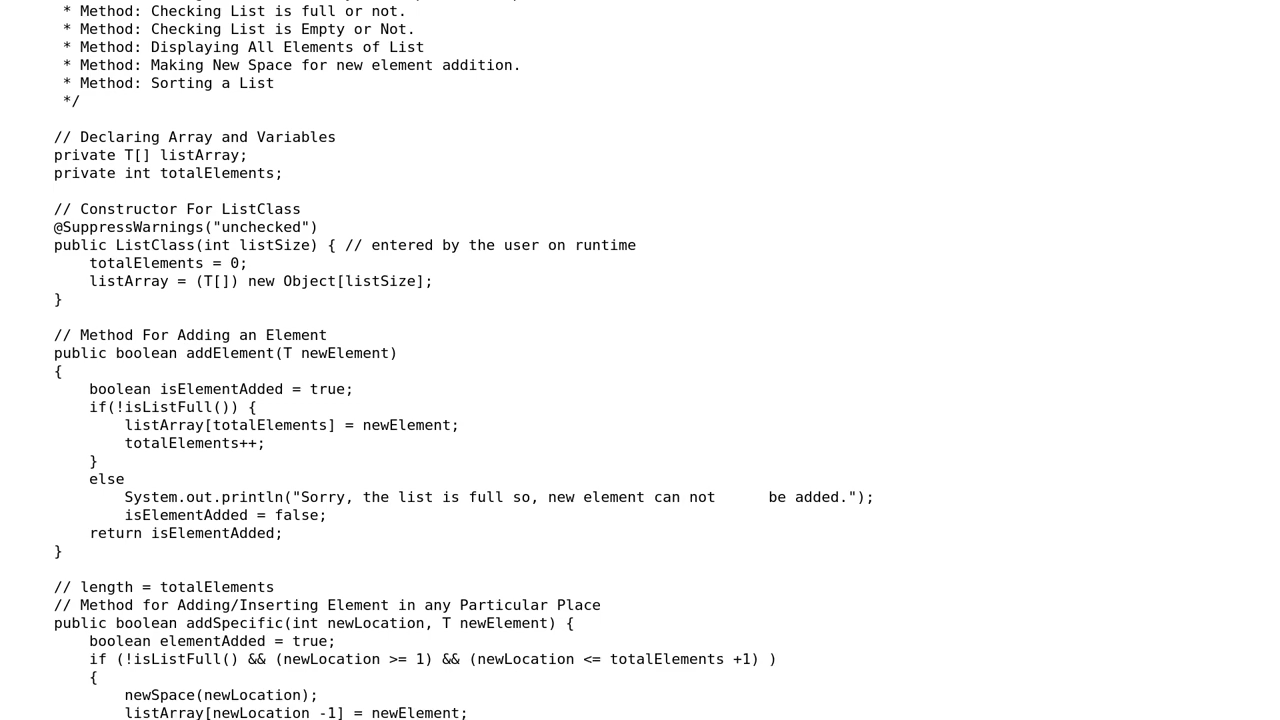 * Method: Checking List is full or not.
 * Method: Checking List is Empty or Not.
 * Method: Displaying All Elements of List
 * Method: Making New Space for new element addition.
 * Method: Sorting a List
 */

// Declaring Array and Variables
private T[] listArray;
private int totalElements;

// Constructor For ListClass
@SuppressWarnings("unchecked")
public ListClass(int listSize) { // entered by the user on runtime
    totalElements = 0;
    listArray = (T[]) new Object[listSize];
}

// Method For Adding an Element
public boolean addElement(T newElement)
{
    boolean isElementAdded = true;
    if(!isListFull()) {
        listArray[totalElements] = newElement;
        totalElements++;
    }
    else
        System.out.println("Sorry, the list is full so, new element can not      be added.");
        isElementAdded = false;
    return isElementAdded;
}

// length = totalElements
// Method for Adding/Inserting Element in any Particular Place
public boolean addSpecific(int newLocation, T newElement) {
    boolean elementAdded = true;
    if (!isListFull() && (newLocation >= 1) && (newLocation <= totalElements +1) )
    {
        newSpace(newLocation);
        listArray[newLocation -1] = newElement;